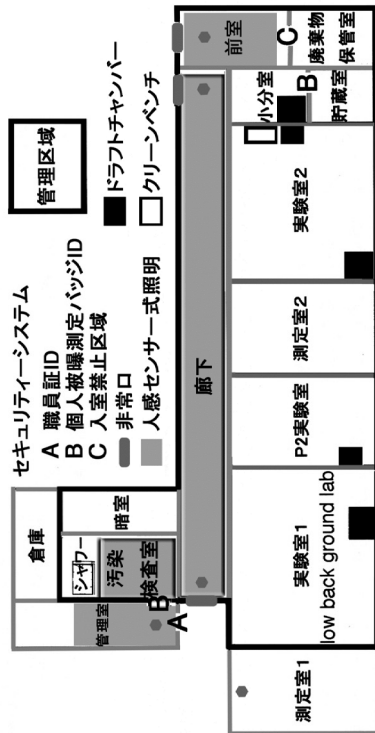 セキュリティーシステム
A 職員証ID
B 個人被曝測定バッジID
C 入室禁止区域
非常口
人感センサー式照明
管理区域
ドラフトチャンバー
クリーンベンチ
倉庫
シャワー
暗室
汚染
検査室
管理室
B
A
廊下
前室
C
廃棄物
保管室
小分室
B
貯蔵室
測定室1
実験室1
low back ground lab
P2実験室
測定室2
実験室2